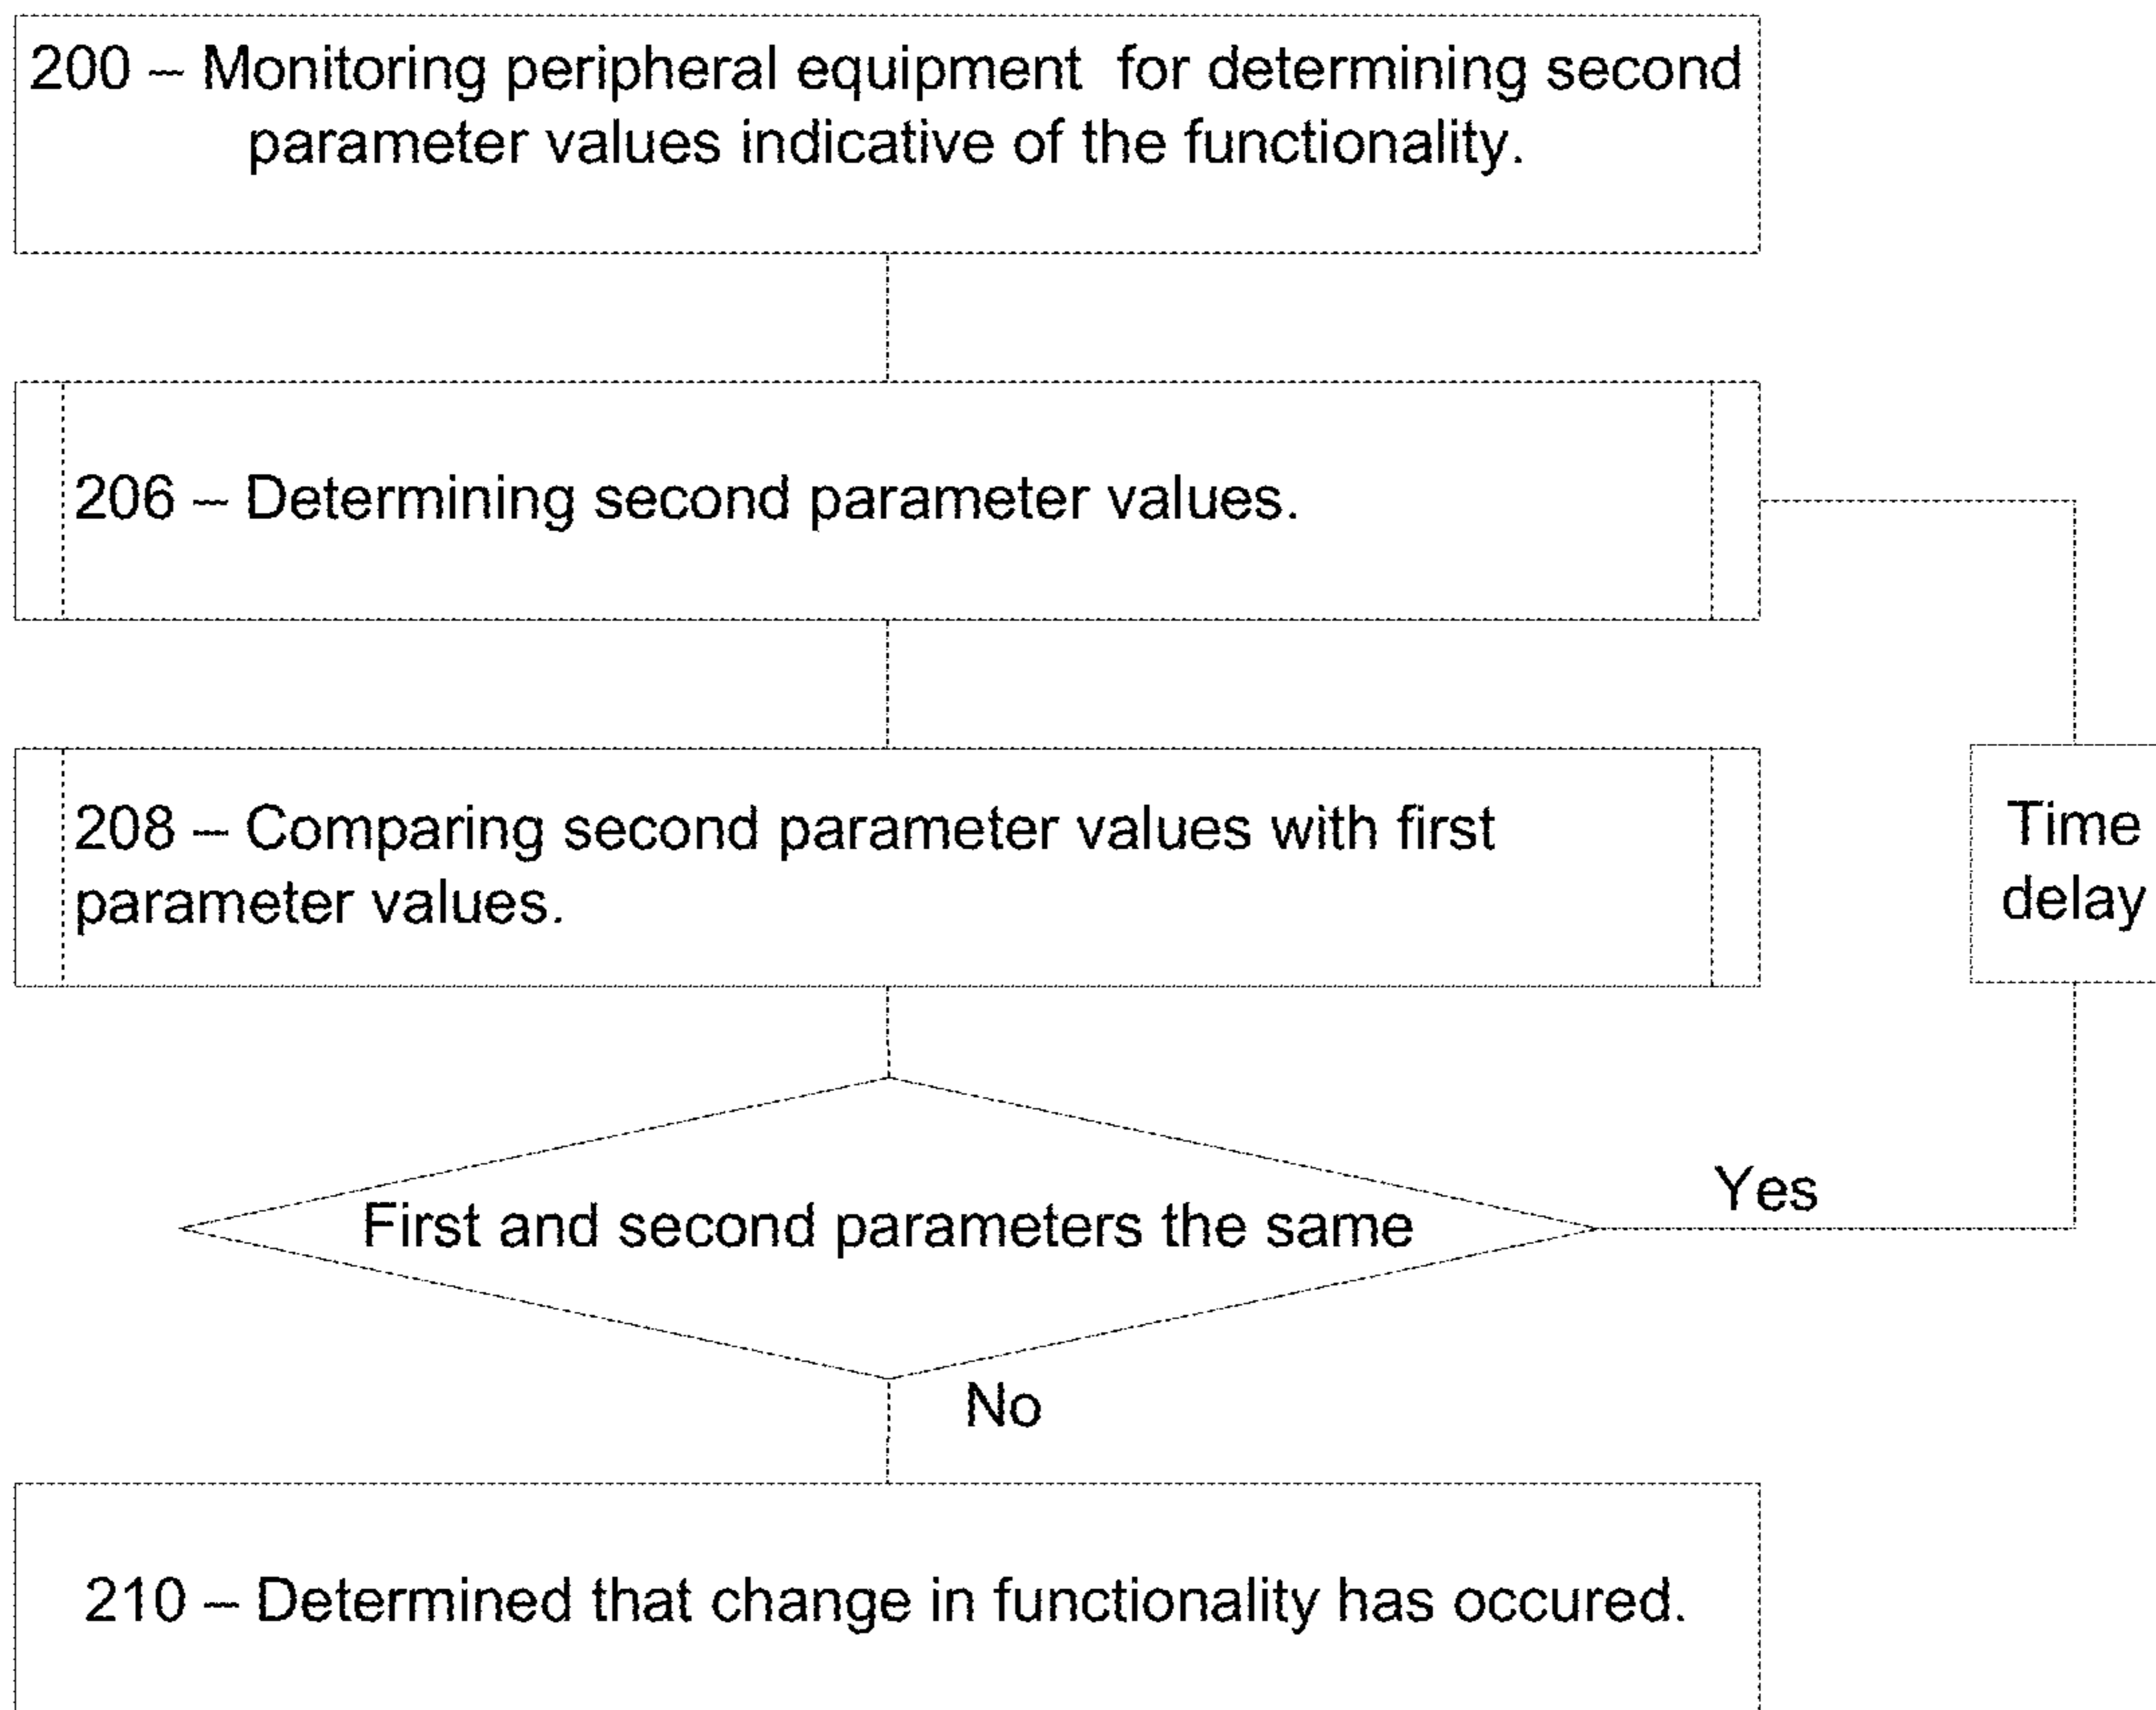 200 – Monitoring peripheral equipment for determining second
parameter values indicative of the functionality.
206 – Determining second parameter values.
208 – Comparing second parameter values with first
parameter values.
Time
delay
First and second parameters the same
Yes
No
210 – Determined that change in functionality has occured.